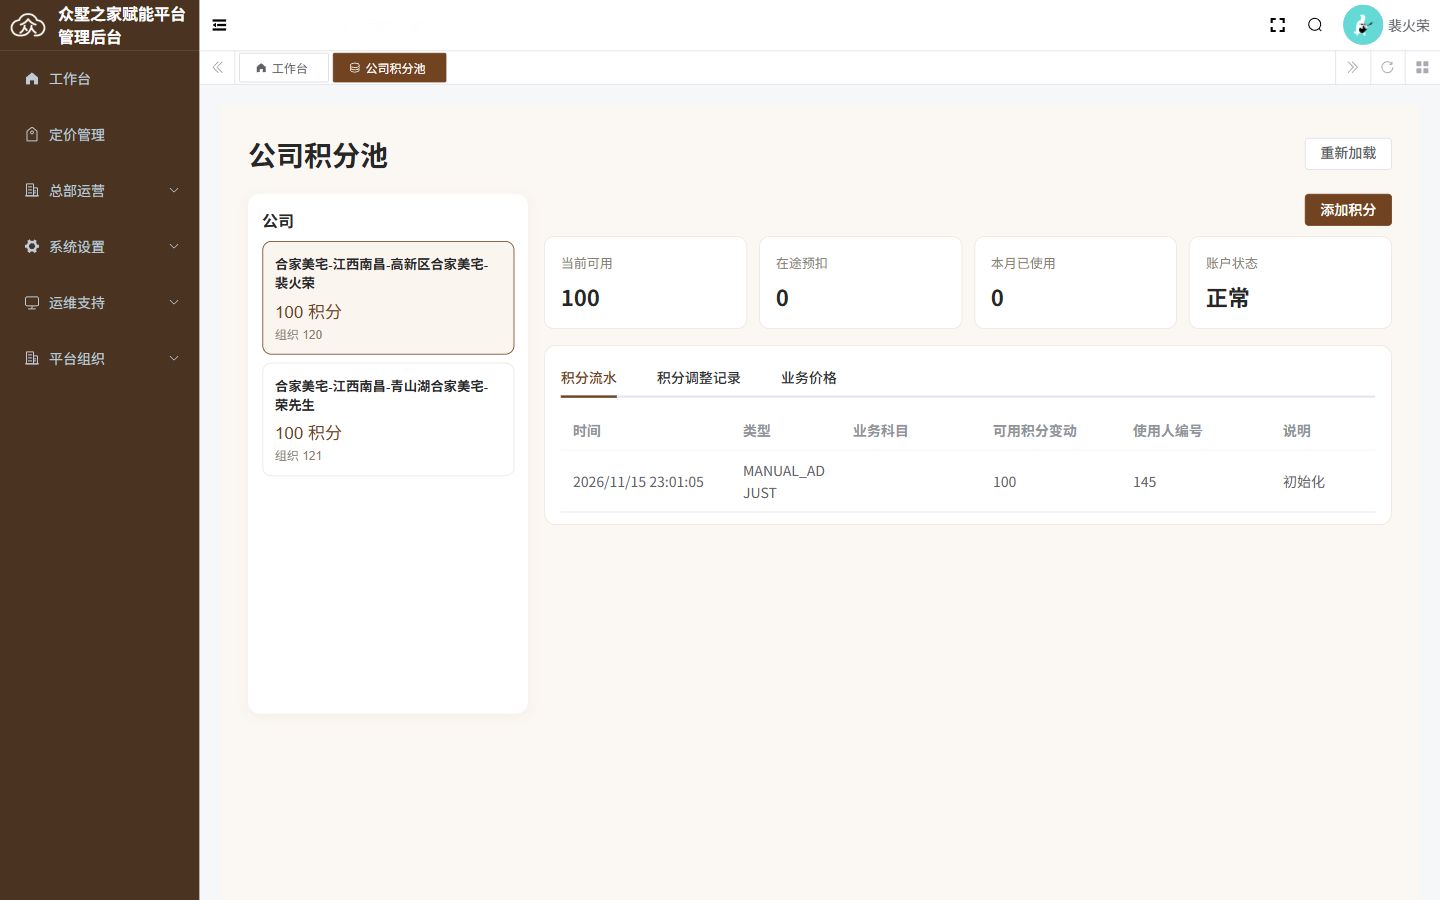 众墅之家赋能平台
管理后台
裴火荣
工作台
定价管理
总部运营
系统设置
运维支持
平台组织
工作台
公司积分池
公司积分池
重新加载
公司
合家美宅-江西南昌-高新区合家美宅-
裴火荣
100 积分
组织 120
合家美宅-江西南昌-青山湖合家美宅-
荣先生
100 积分
组织 121
添加积分
当前可用
100
在途预扣
0
本月已使用
0
账户状态
正常
积分流水 积分调整记录 业务价格
时间 类型 业务科目 可用积分变动 使用人编号 说明
2026/11/15 23:01:05 MANUAL_AD
JUST 100 145 初始化